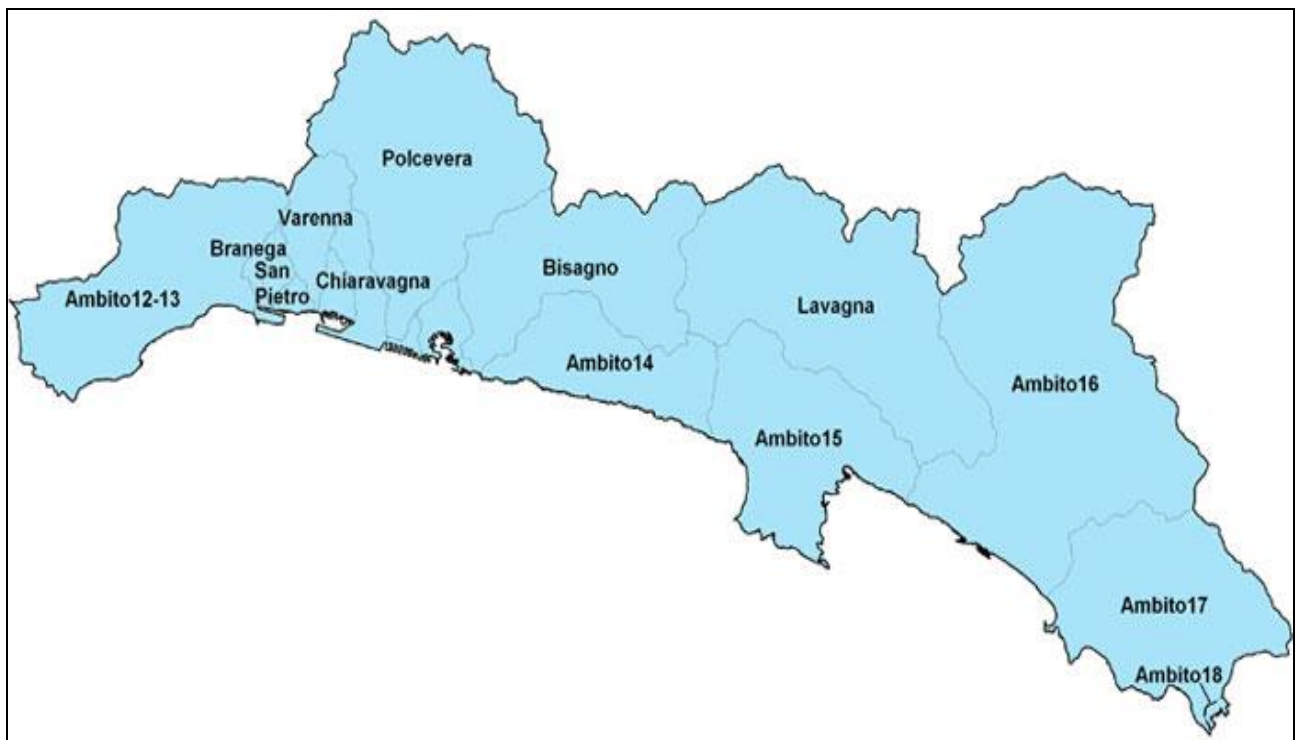 Polcevera
Varenna
Branega
San
Pietro
Chiaravagna
Ambito12-13
Bisagno
Lavagna
Ambito14
Ambito16
Ambito15
Ambito17
Ambito18